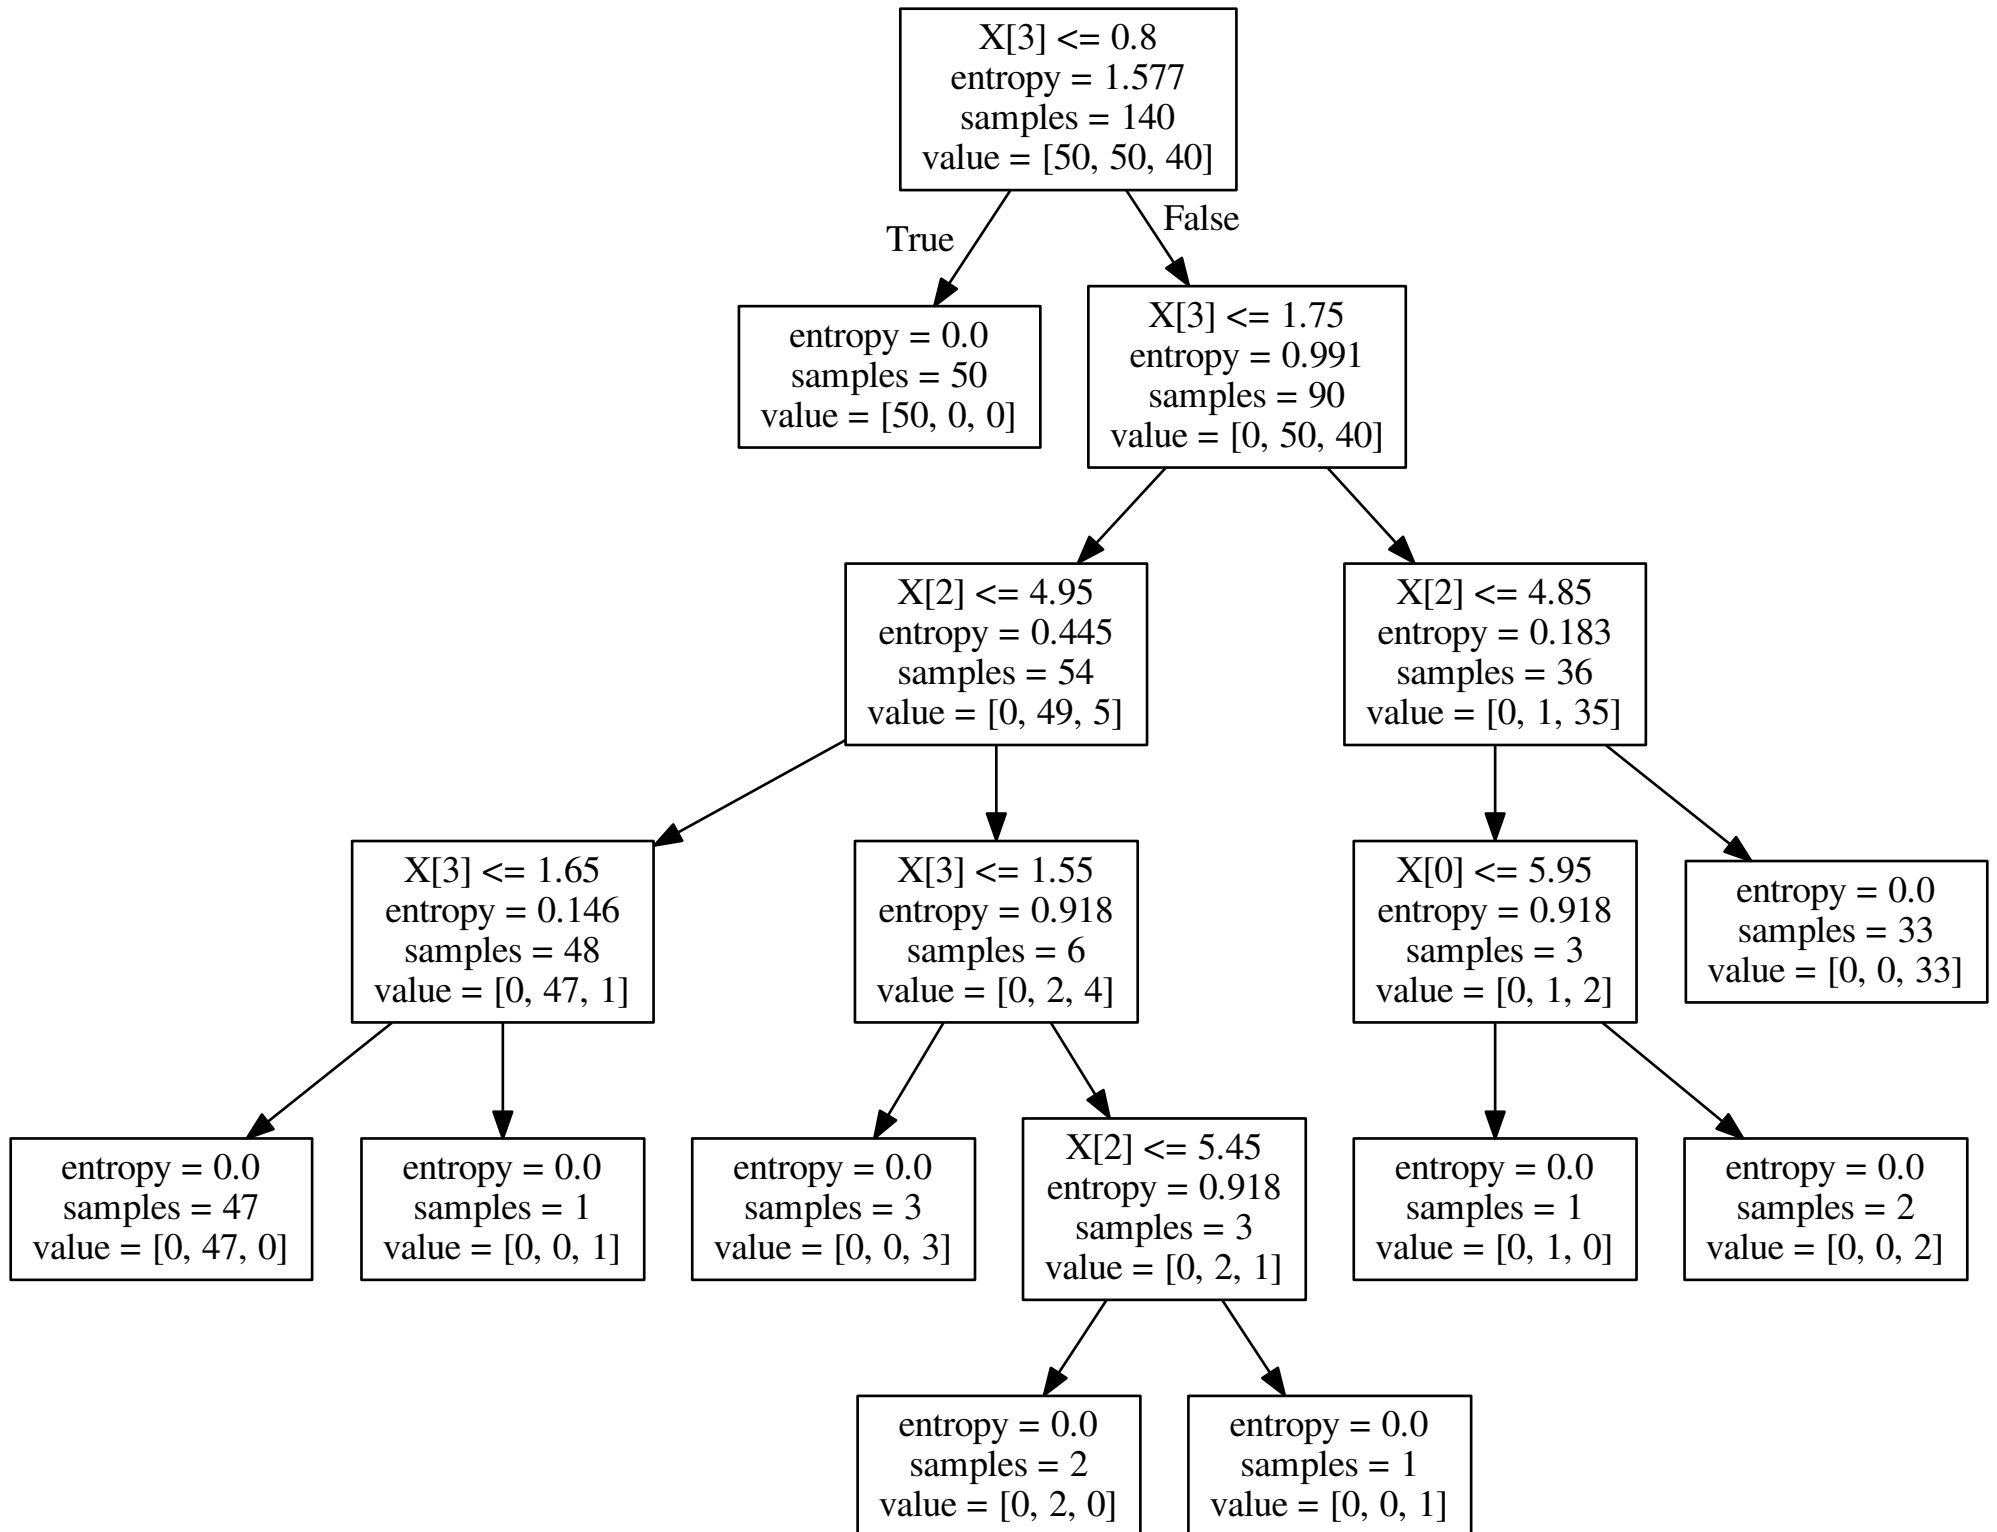 X[3] <= 0.8
entropy = 1.577
samples = 140
value = [50, 50, 40]
True
False
entropy = 0.0
samples = 50
value = [50, 0, 0]
X[3] <= 1.75
entropy = 0.991
samples = 90
value = [0, 50, 40]
X[2] <= 4.95
entropy = 0.445
samples = 54
value = [0, 49, 5]
X[2] <= 4.85
entropy = 0.183
samples = 36
value = [0, 1, 35]
X[3] <= 1.65
entropy = 0.146
samples = 48
value = [0, 47, 1]
X[3] <= 1.55
entropy = 0.918
samples = 6
value = [0, 2, 4]
X[0] <= 5.95
entropy = 0.918
samples = 3
value = [0, 1, 2]
entropy = 0.0
samples = 33
value = [0, 0, 33]
entropy = 0.0
samples = 47
value = [0, 47, 0]
entropy = 0.0
samples = 1
value = [0, 0, 1]
entropy = 0.0
samples = 3
value = [0, 0, 3]
X[2] <= 5.45
entropy = 0.918
samples = 3
value = [0, 2, 1]
entropy = 0.0
samples = 1
value = [0, 1, 0]
entropy = 0.0
samples = 2
value = [0, 0, 2]
entropy = 0.0
samples = 2
value = [0, 2, 0]
entropy = 0.0
samples = 1
value = [0, 0, 1]